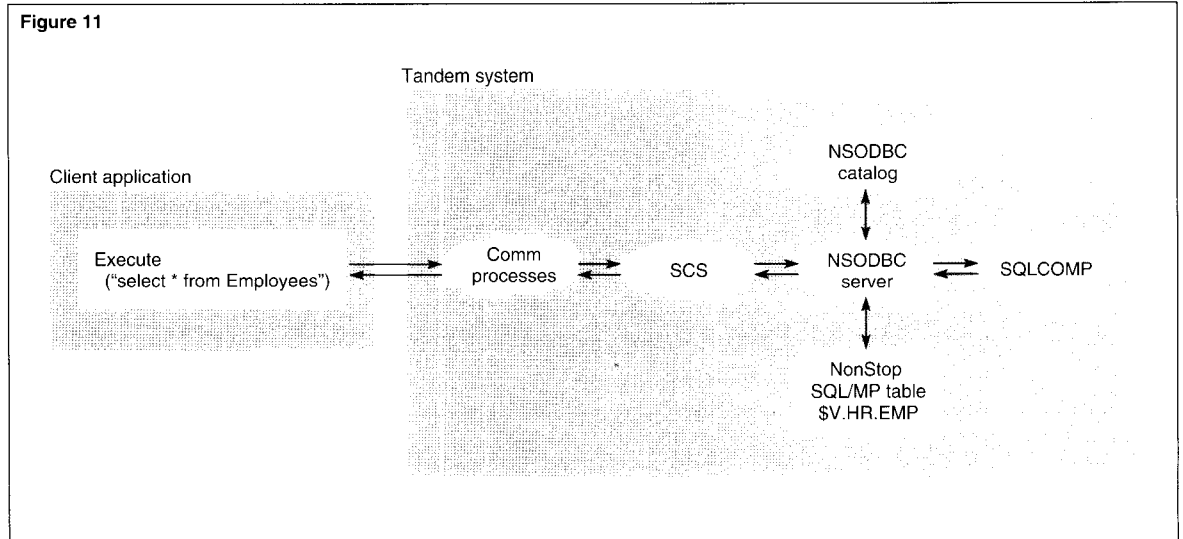 Figure 11
Tandem system
Client application
Execute
(“select * from Employees”)
Comm
processes
SCS
NSODBC
catalog
NSODBC
server
SQLCOMP
NonStop
SQL/MP table
$V.HR.EMP